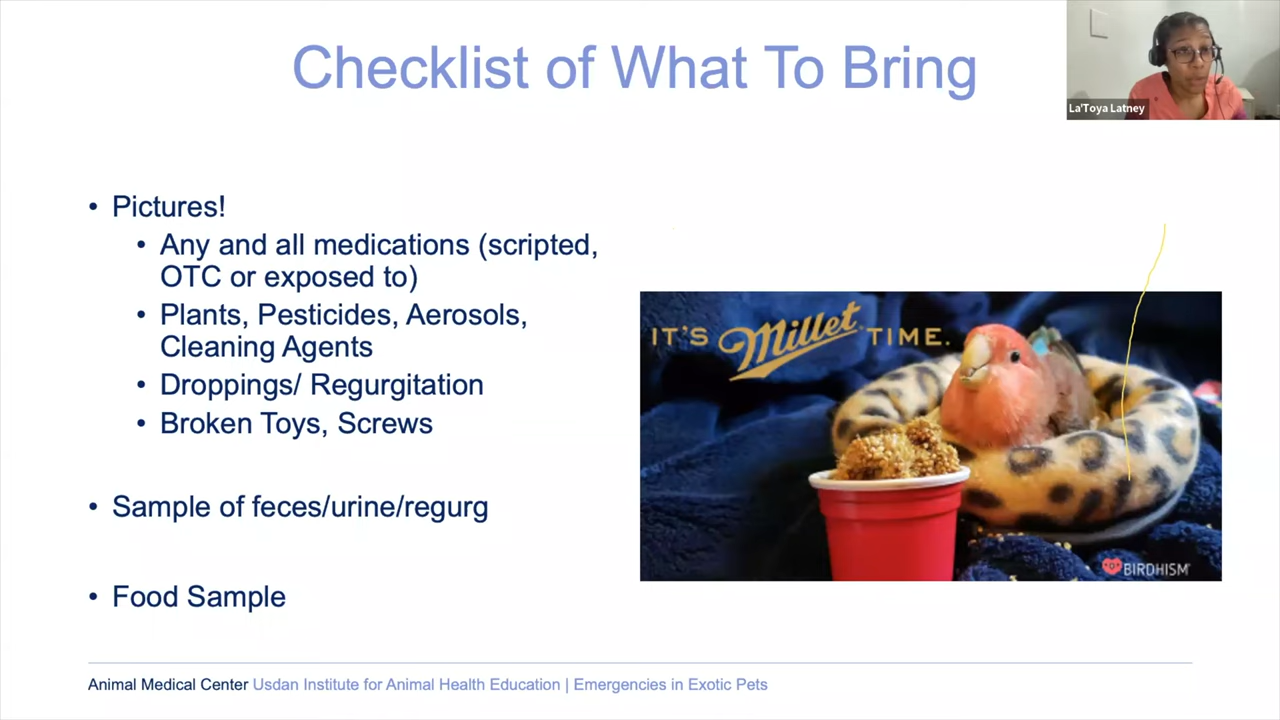 Checklist of What To Bring
La'Toya Latney
• Pictures!
• Any and all medications (scripted,
OTC or exposed to)
• Plants, Pesticides, Aerosols,
Cleaning Agents
• Droppings/ Regurgitation
• Broken Toys, Screws
• Sample of feces/urine/regurg
• Food Sample
IT'S Millet TIME.
BIRDHISM
Animal Medical Center Usdan Institute for Animal Health Education | Emergencies in Exotic Pets